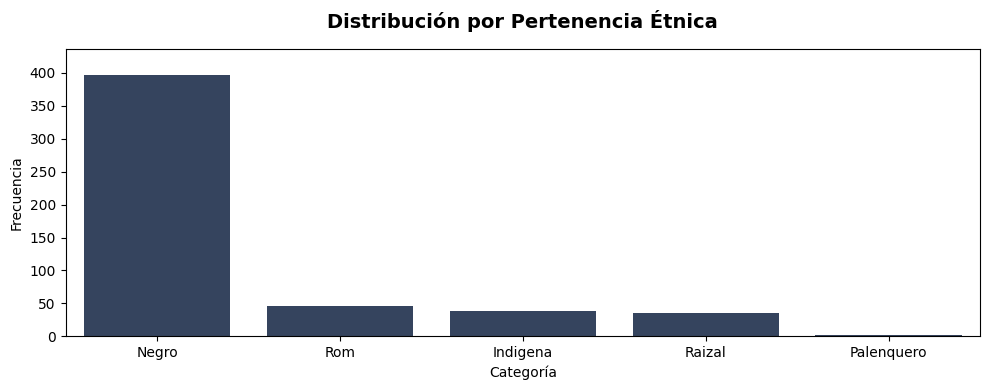 Distribución por Pertenencia Étnica
Frecuencia
400
350
300
250
200
150
100
50
0
Negro Rom Indigena Raizal Palenquero
Categoría